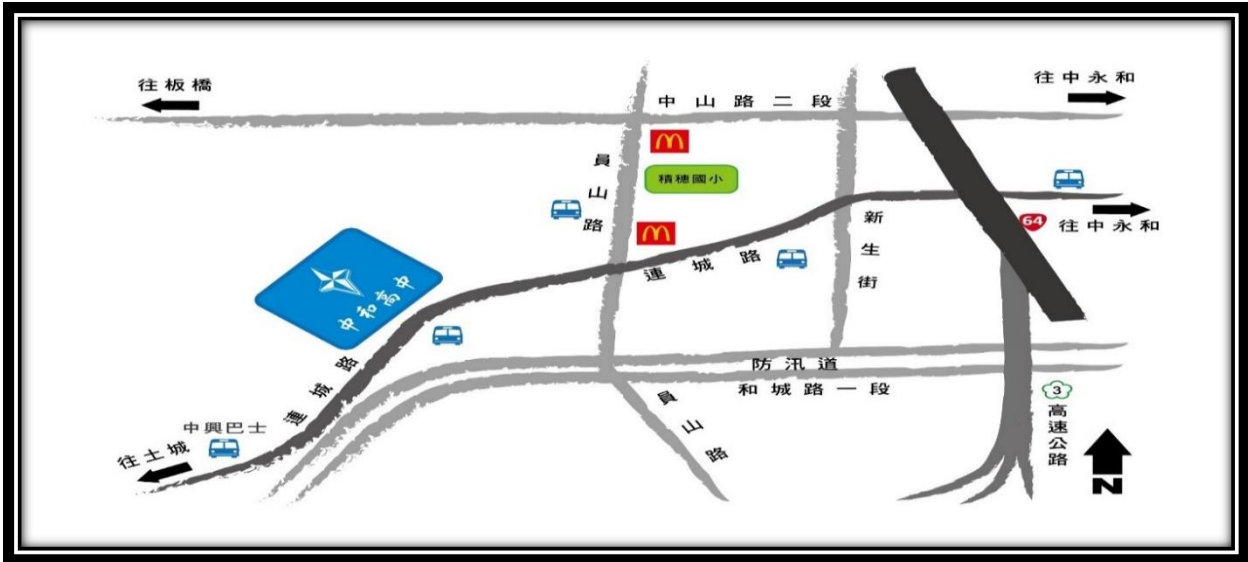 往板橋
往中永和
中山路二段
員山路
積穗國小
64
往中永和
新生街
連城路
中和高中
連城路
防汛道
和城路一段
3
高速公路
員山路
中興巴士
往土城
N